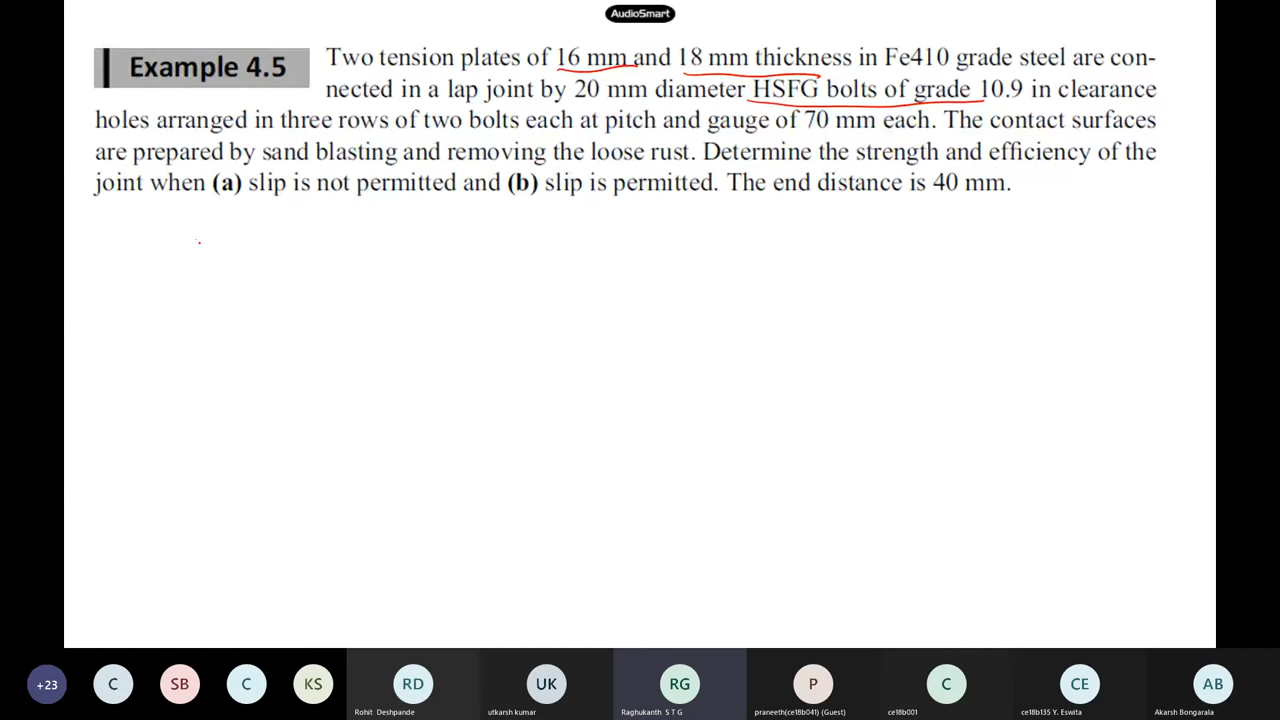 AudioSmart
Example 4.5
Two tension plates of 16 mm and 18 mm thickness in Fe410 grade steel are con-
nected in a lap joint by 20 mm diameter HSFG bolts of grade 10.9 in clearance
holes arranged in three rows of two bolts each at pitch and gauge of 70 mm each. The contact surfaces
are prepared by sand blasting and removing the loose rust. Determine the strength and efficiency of the
joint when (a) slip is not permitted and (b) slip is permitted. The end distance is 40 mm.
+23 C SB C KS RD UK RG P C CE AB
Rohit Deshpande utkarsh kumar Raghukanth S T G praneeth(ce18b041) (Guest) ce18b001 ce18b135 Y. Eswita Akarsh Bongarala